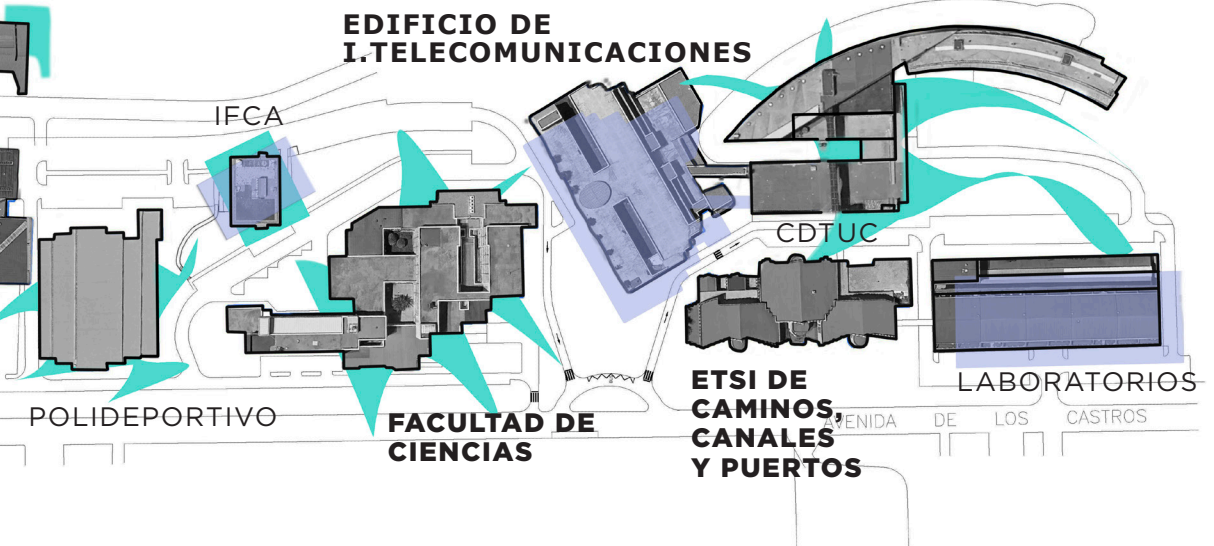 EDIFICIO DE
I.TELECOMUNICACIONES
IFCA
CDTUC
POLIDEPORTIVO
FACULTAD DE
CIENCIAS
ETSI DE
CAMINOS,
CANALES
Y PUERTOS
LABORATORIOS
AVENIDA DE LOS CASTROS